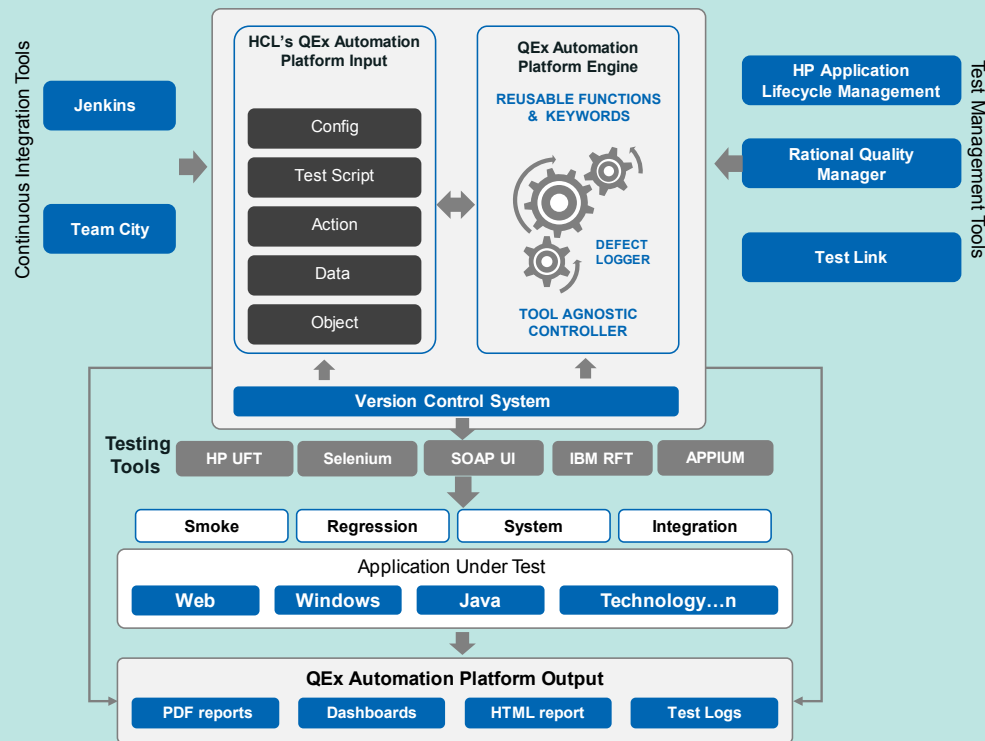 Continuous Integration Tools
Jenkins
Team City
HCL's QEx Automation
Platform Input
Config
Test Script
Action
Data
Object
QEx Automation
Platform Engine
REUSABLE FUNCTIONS
& KEYWORDS
DEFECT
LOGGER
TOOL AGNOSTIC
CONTROLLER
HP Application
Lifecycle Management
Rational Quality
Manager
Test Link
Test Management Tools
Version Control System
Testing
Tools
HP UFT
Selenium
SOAP UI
IBM RFT
APPIUM
Smoke
Regression
System
Integration
Application Under Test
Web
Windows
Java
Technology…n
QEx Automation Platform Output
PDF reports
Dashboards
HTML report
Test Logs